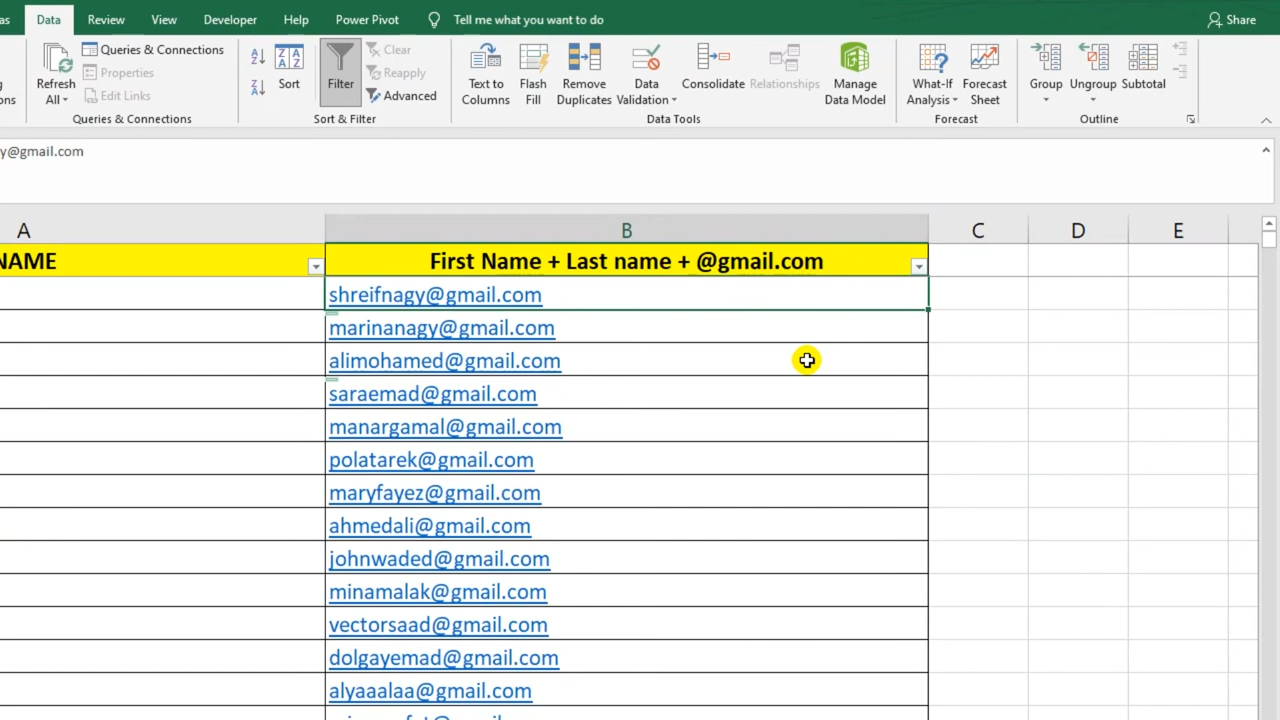 as Data Review View Developer Help Power Pivot Tell me what you want to do Share
Refresh All
Queries & Connections
Properties
Edit Links
Queries & Connections
Sort
Filter
Clear
Reapply
Advanced
Sort & Filter
Text to Columns
Flash Fill
Remove Duplicates
Data Validation
Consolidate
Relationships
Manage Data Model
Data Tools
What-If Analysis
Forecast Sheet
Forecast
Group
Ungroup
Subtotal
Outline
y@gmail.com
A B C D E
NAME First Name + Last name + @gmail.com
shreifnagy@gmail.com
marinanagy@gmail.com
alimohamed@gmail.com
saraemad@gmail.com
manargamal@gmail.com
polatarek@gmail.com
maryfayez@gmail.com
ahmedali@gmail.com
johnwaded@gmail.com
minamalak@gmail.com
vectorsaad@gmail.com
dolgayemad@gmail.com
alyaaalaa@gmail.com